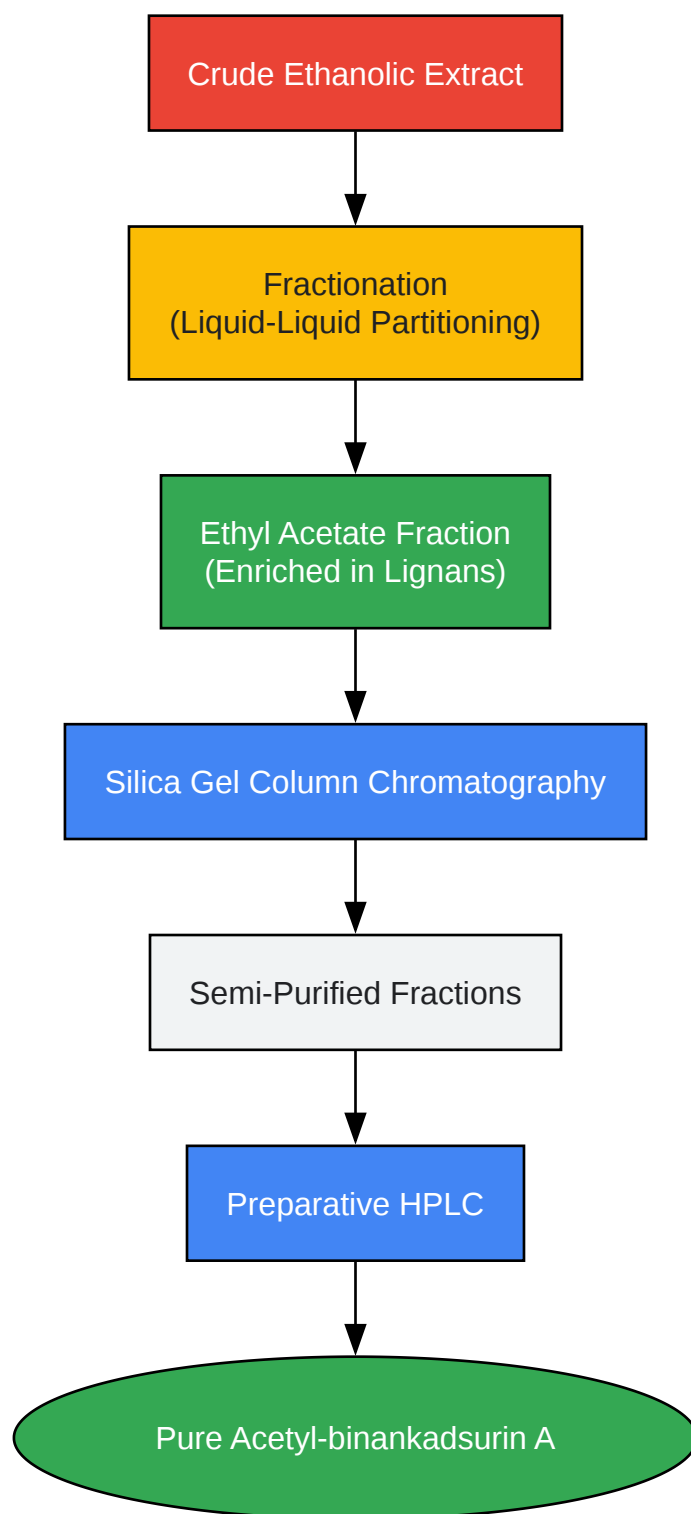 Crude Ethanolic Extract
Fractionation
(Liquid-Liquid Partitioning)
Ethyl Acetate Fraction
(Enriched in Lignans)
Silica Gel Column Chromatography
Semi-Purified Fractions
Preparative HPLC
Pure Acetyl-binankadsurin A